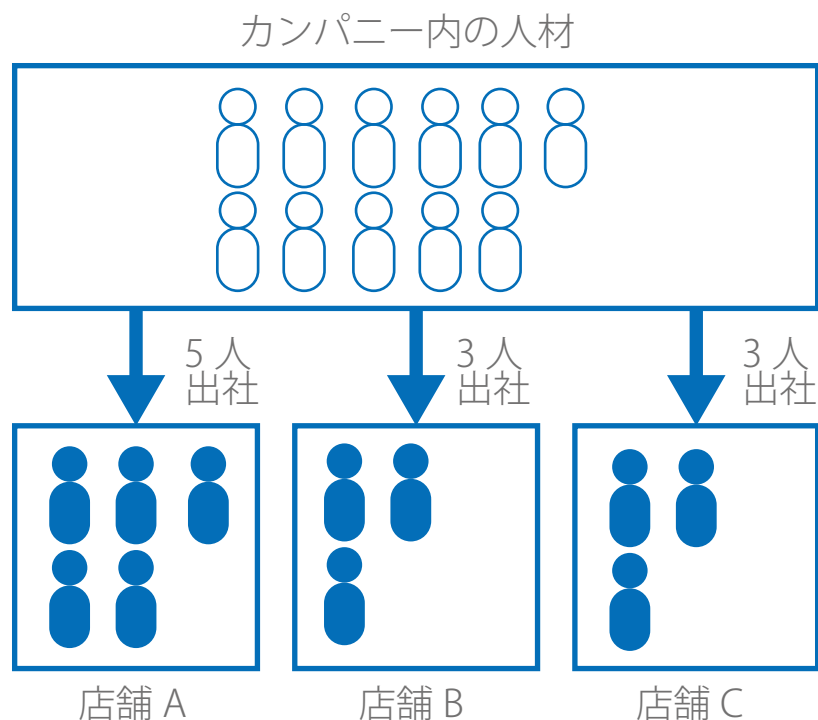 カンパニー内の人材
5 人
出社
3 人
出社
3 人
出社
店舗 A
店舗 B
店舗 C